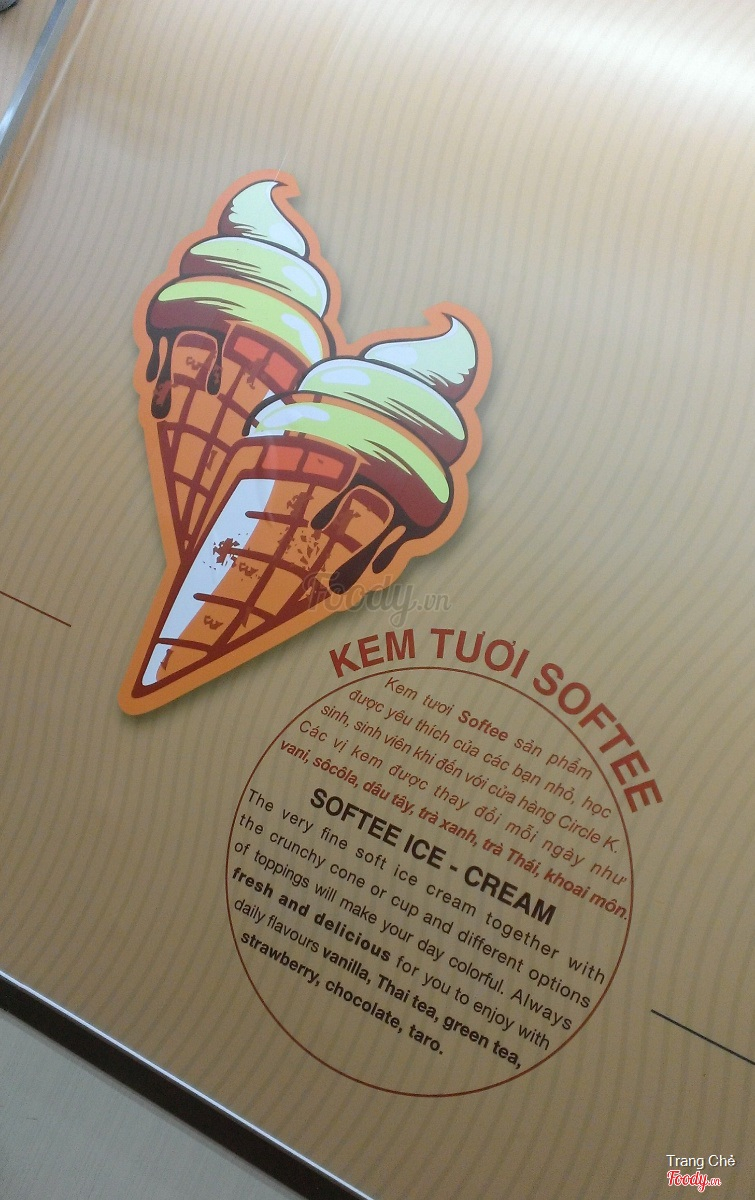 KEM TƯƠI SOFTEE
Kem tươi Softee sản phẩm
được yêu thích của các bạn nhỏ, học
sinh, sinh viên khi đến với cửa hàng Circle K.
Các vị kem được thay đổi mỗi ngày như
vani, sôcôla, dâu tây, trà xanh, trà Thái, khoai môn.
SOFTEE ICE - CREAM
The very fine soft ice cream together with
the crunchy cone or cup and different options
of toppings will make your day colorful. Always
fresh and delicious for you to enjoy with
daily flavours vanilla, Thai tea, green tea,
strawberry, chocolate, taro.
Foody.vn
Trang Chẻ
Foody.vn